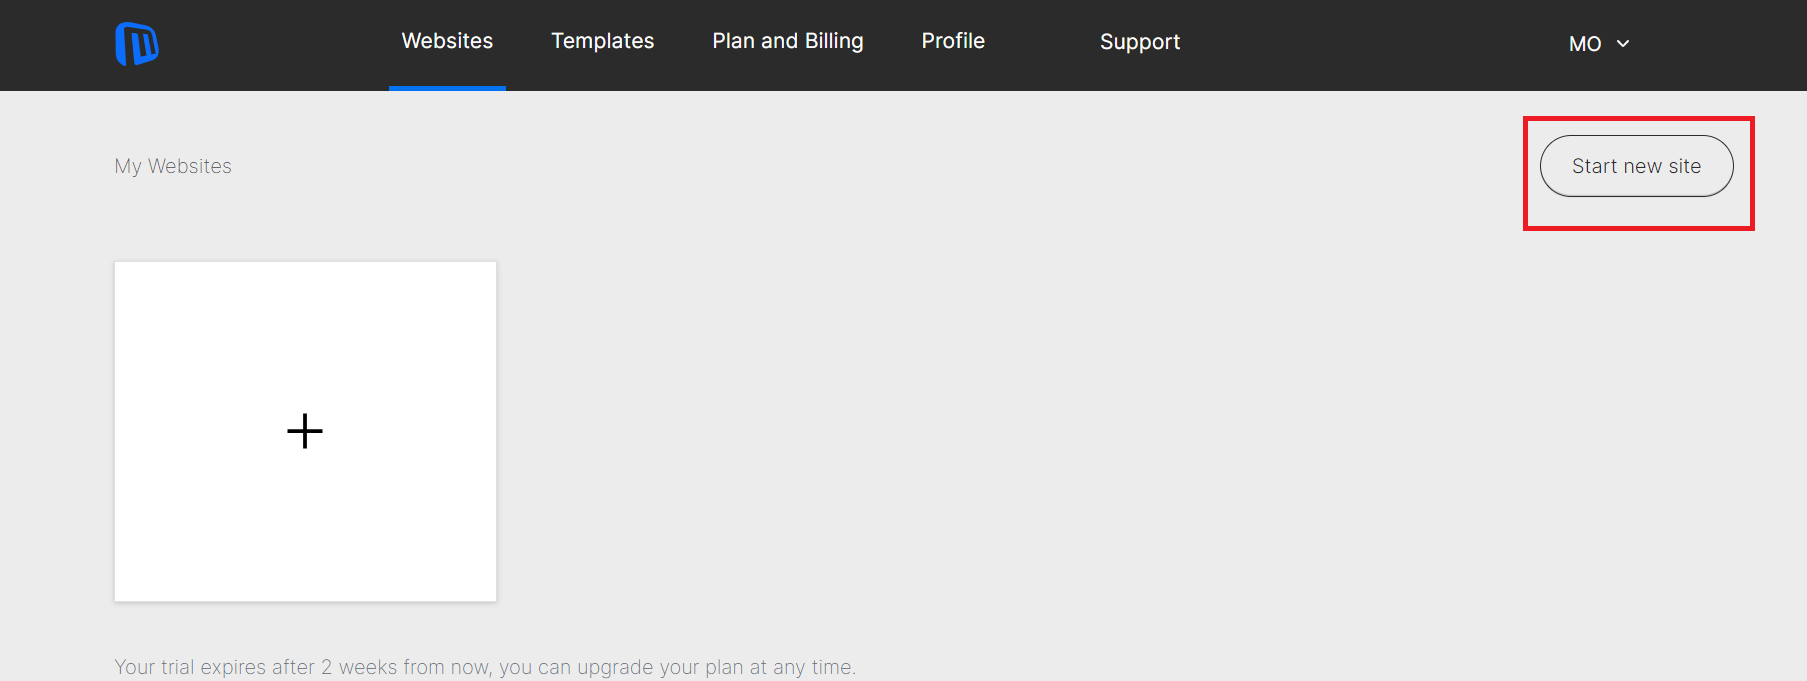 Websites Templates Plan and Billing Profile Support MO
My Websites
Start new site
Your trial expires after 2 weeks from now, you can upgrade your plan at any time.